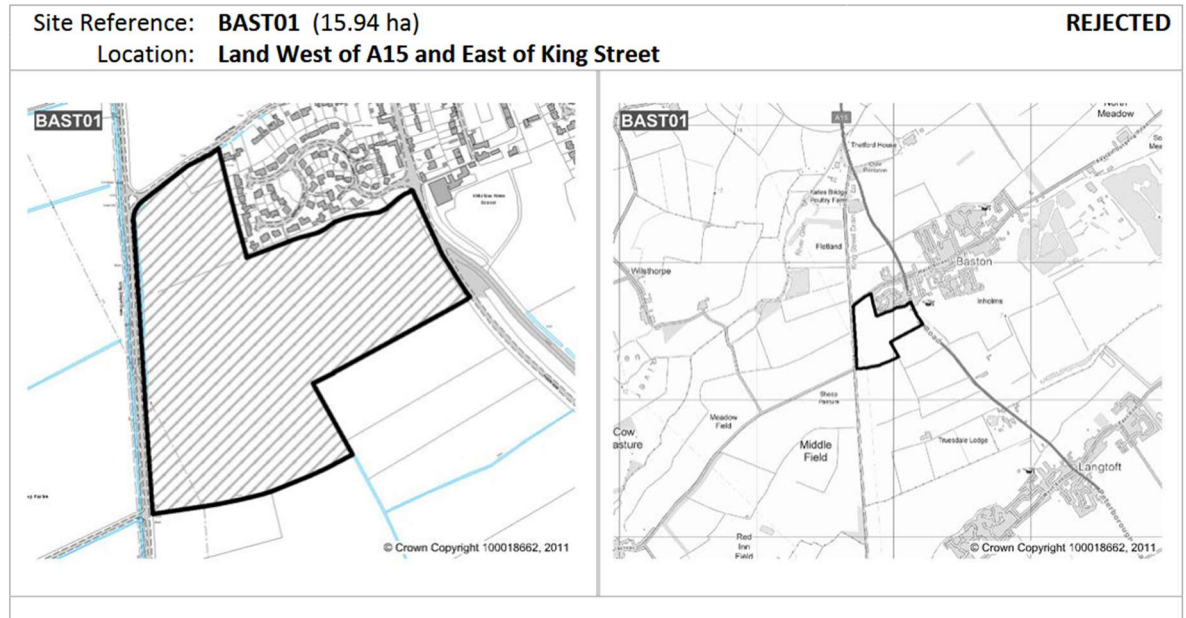 Site Reference: BAST01 (15.94 ha) REJECTED
Location: Land West of A15 and East of King Street
BAST01
© Crown Copyright 100018662, 2011
BAST01
A15
North
Meadow
Thetford House
Kates Bridge
Poultry Farm
Flotland
Wilsthorpe
Baston
Inholms
Sheep
Pasture
Meadow
Field
Cow
asture
Middle
Field
Truesdale Lodge
Langtoft
Red
Inn
Field
© Crown Copyright 100018662, 2011